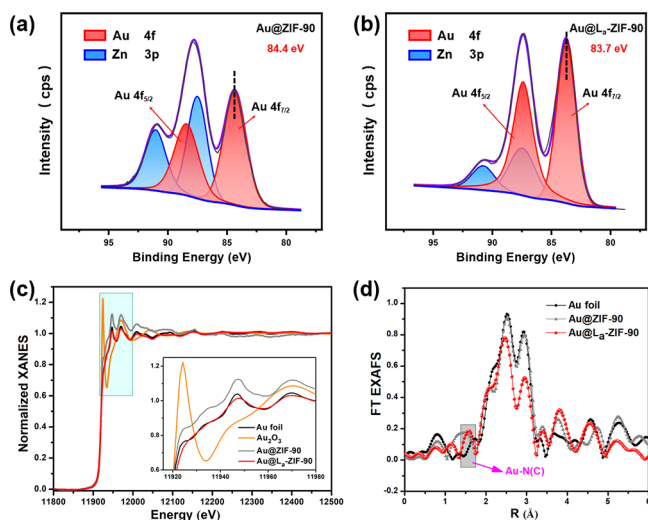 (a)
Au 4f
Zn 3p
Au@ZIF-90
84.4 eV
Au 4f5/2
Au 4f7/2
Intensity (cps)
95 90 85 80
Binding Energy (eV)
(b)
Au 4f
Zn 3p
Au@La-ZIF-90
83.7 eV
Au 4f5/2
Au 4f7/2
Intensity (cps)
95 90 85 80
Binding Energy (eV)
(c)
Normalized XANES
1.2
1.0
0.8
0.6
0.4
0.2
0.0
11800 11900 12000 12100 12200 12300 12400 12500
Energy (eV)
1.2
1.0
0.8
0.6
11920 11940 11960 11980
Au foil
Au2O3
Au@ZIF-90
Au@La-ZIF-90
(d)
FT EXAFS
1.0
0.8
0.6
0.4
0.2
0.0
-0.2
0 1 2 3 4 5 6
R (Å)
Au foil
Au@ZIF-90
Au@La-ZIF-90
Au-N(C)